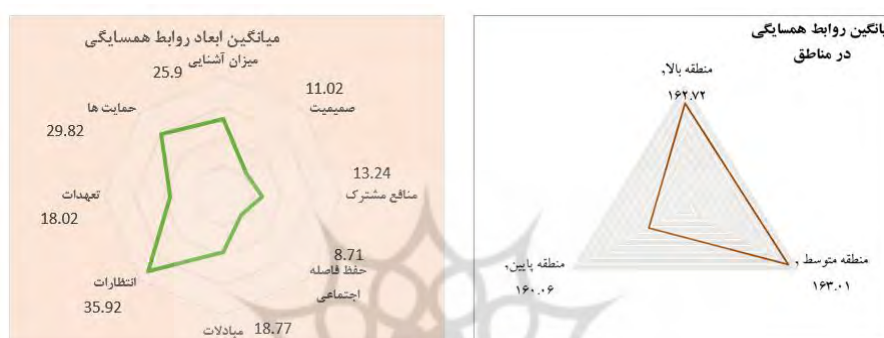 میانگین ابعاد روابط همسایگی
میزان آشنایی
25.9
11.02
صمیمیت
13.24
منافع مشترک
8.71
حفظ فاصله
اجتماعی
18.77
مبادلات
انتظارات
35.92
تعهدات
18.02
حمایت ها
29.82
روابط همسایگی
در مناطق
منطقه بالا,
۱۶۲.۷۲
منطقه متوسط ,
۱۶۳.۰۱
منطقه پایین,
۱۶۰.۰۶